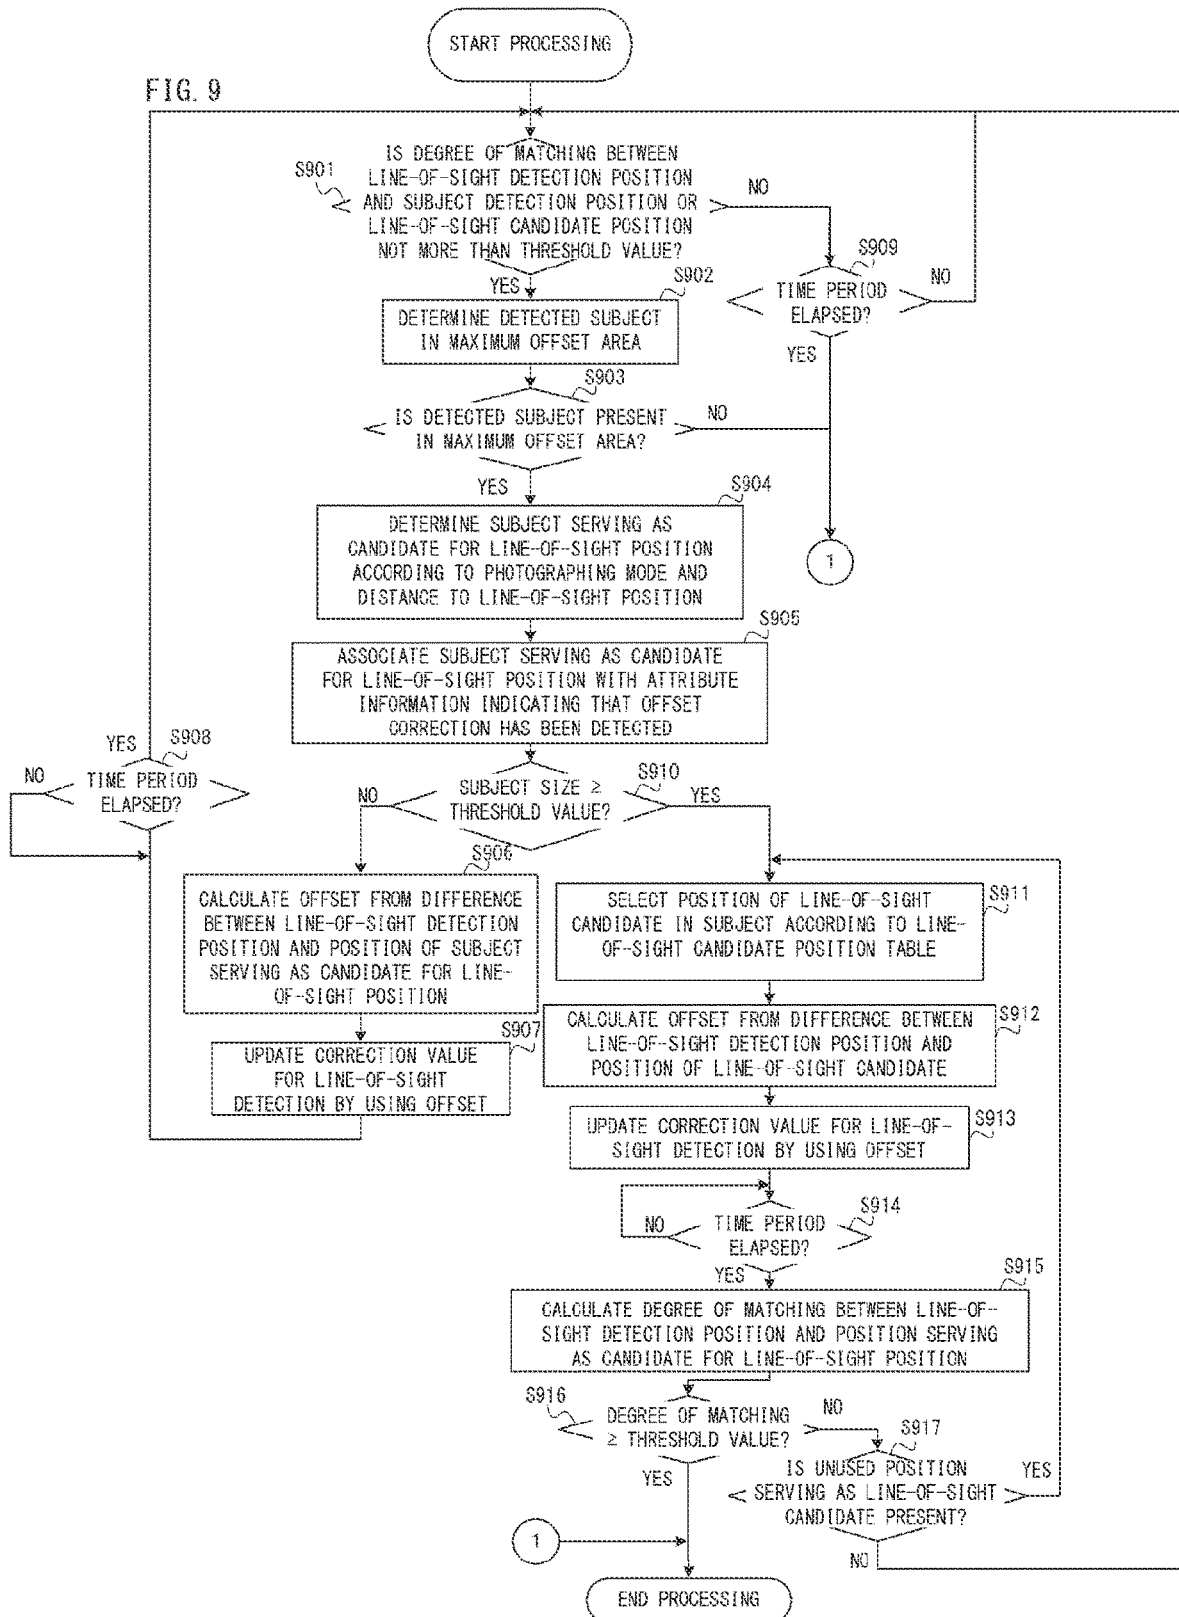 START PROCESSING
FIG. 9
S901
IS DEGREE OF MATCHING BETWEEN
LINE-OF-SIGHT DETECTION POSITION
AND SUBJECT DETECTION POSITION OR
LINE-OF-SIGHT CANDIDATE POSITION
NOT MORE THAN THRESHOLD VALUE?
NO
YES
S909
TIME PERIOD
ELAPSED?
NO
YES
S902
DETERMINE DETECTED SUBJECT
IN MAXIMUM OFFSET AREA
S903
IS DETECTED SUBJECT PRESENT
IN MAXIMUM OFFSET AREA?
NO
YES
1
S904
DETERMINE SUBJECT SERVING AS
CANDIDATE FOR LINE-OF-SIGHT POSITION
ACCORDING TO PHOTOGRAPHING MODE AND
DISTANCE TO LINE-OF-SIGHT POSITION
S905
ASSOCIATE SUBJECT SERVING AS CANDIDATE
FOR LINE-OF-SIGHT POSITION WITH ATTRIBUTE
INFORMATION INDICATING THAT OFFSET
CORRECTION HAS BEEN DETECTED
YES
S908
NO
TIME PERIOD
ELAPSED?
S910
SUBJECT SIZE ≥
THRESHOLD VALUE?
NO
YES
S906
CALCULATE OFFSET FROM DIFFERENCE
BETWEEN LINE-OF-SIGHT DETECTION
POSITION AND POSITION OF SUBJECT
SERVING AS CANDIDATE FOR LINE-
OF-SIGHT POSITION
S907
UPDATE CORRECTION VALUE
FOR LINE-OF-SIGHT
DETECTION BY USING OFFSET
S911
SELECT POSITION OF LINE-OF-SIGHT
CANDIDATE IN SUBJECT ACCORDING TO LINE-
OF-SIGHT CANDIDATE POSITION TABLE
S912
CALCULATE OFFSET FROM DIFFERENCE BETWEEN
LINE-OF-SIGHT DETECTION POSITION AND
POSITION OF LINE-OF-SIGHT CANDIDATE
S913
UPDATE CORRECTION VALUE FOR LINE-OF-
SIGHT DETECTION BY USING OFFSET
S914
NO
TIME PERIOD
ELAPSED?
YES
S915
CALCULATE DEGREE OF MATCHING BETWEEN LINE-OF-
SIGHT DETECTION POSITION AND POSITION SERVING
AS CANDIDATE FOR LINE-OF-SIGHT POSITION
S916
DEGREE OF MATCHING
≥ THRESHOLD VALUE?
NO
YES
S917
IS UNUSED POSITION
SERVING AS LINE-OF-SIGHT
CANDIDATE PRESENT?
YES
NO
1
END PROCESSING